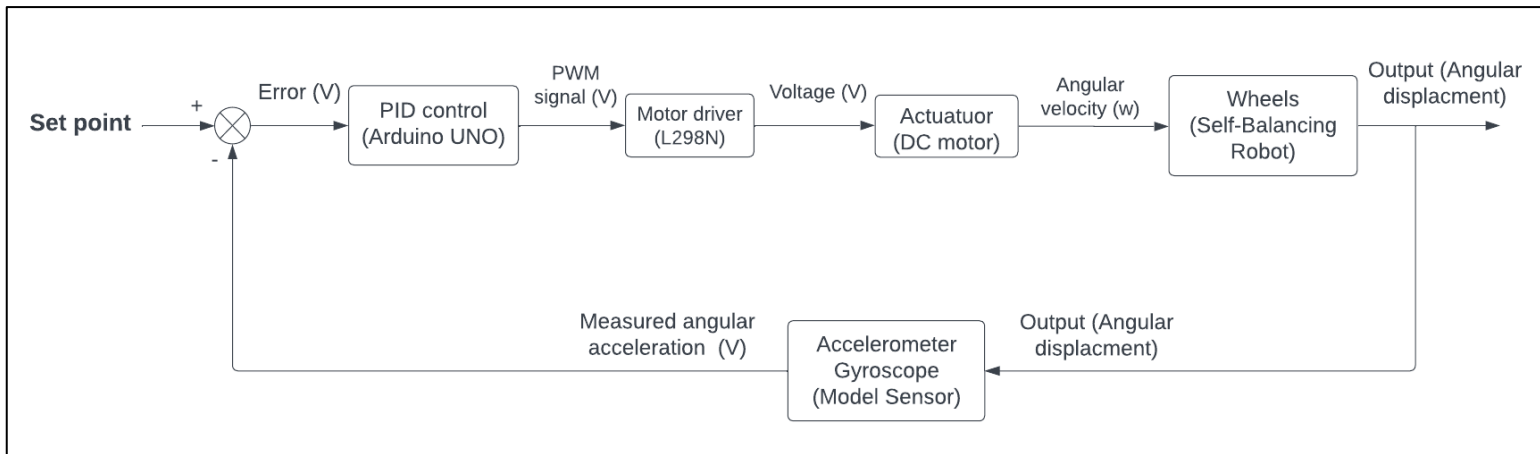 Set point
+
-
Error (V)
PID control
(Arduino UNO)
PWM
signal (V)
Motor driver
(L298N)
Voltage (V)
Actuatuor
(DC motor)
Angular
velocity (w)
Wheels
(Self-Balancing
Robot)
Output (Angular
displacment)
Output (Angular
displacment)
Accelerometer
Gyroscope
(Model Sensor)
Measured angular
acceleration (V)